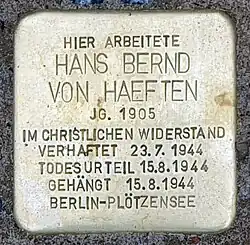 HIER ARBEITETE
HANS BERND
VON HAEFTEN
JG. 1905
IM CHRISTLICHEN WIDERSTAND
VERHAFTET 23.7.1944
TODESURTEIL 15.8.1944
GEHÄNGT 15.8.1944
BERLIN-PLÖTZENSEE